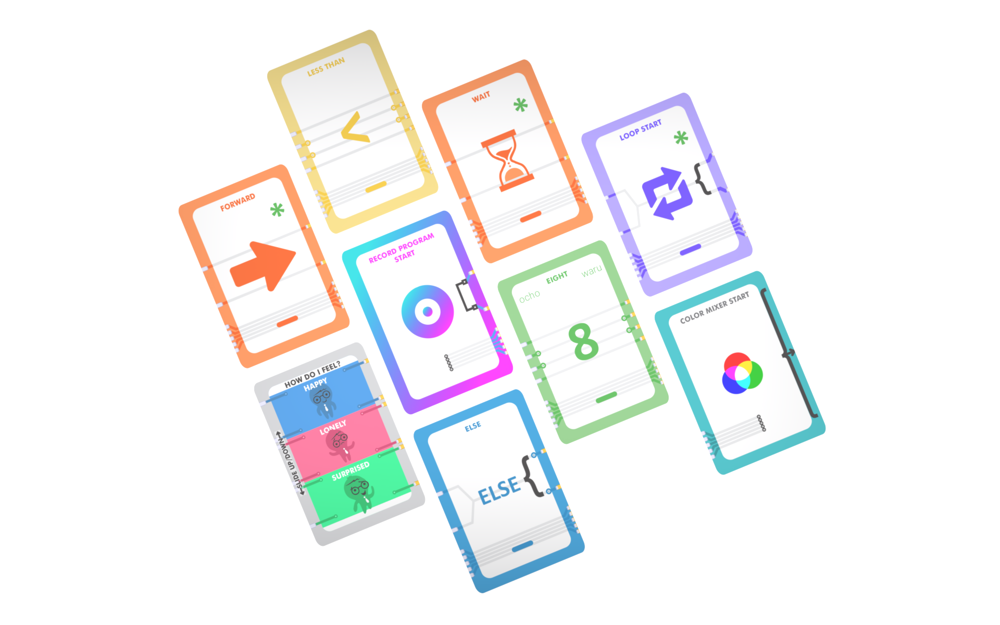 LESS THAN
<
WAIT
*
LOOP START
*
{
FORWARD
*
RECORD PROGRAM
START
EIGHT
ocho
waru
8
COLOR MIXER START
HOW DO I FEEL?
HAPPY
LONELY
SURPRISED
←SLIDE UP/DOWN→
ELSE
ELSE {